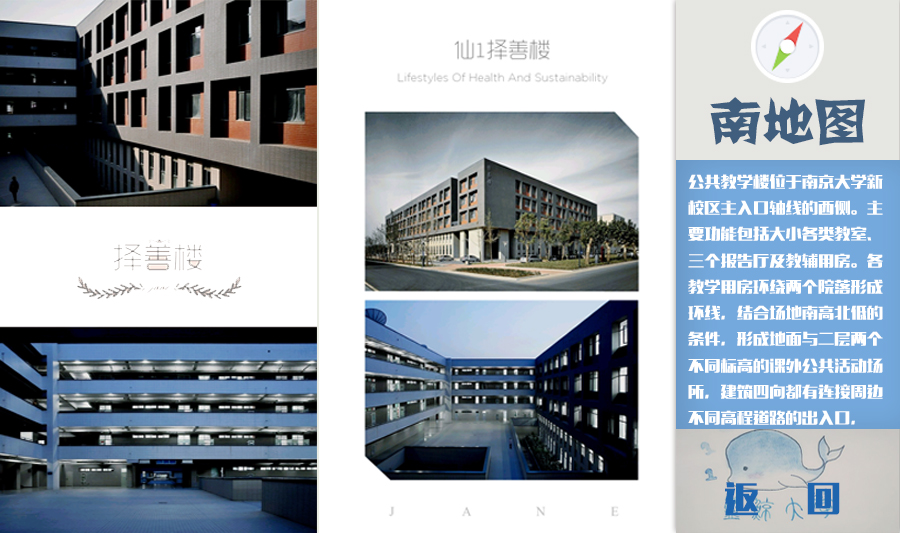 择善楼
仙1择善楼
Lifestyles Of Health And Sustainability
J A N E
南地图
公共教学楼位于南京大学新
校区主入口轴线的西侧。主
要功能包括大小各类教室、
三个报告厅及教辅用房。各
教学用房环绕两个院落形成
环线，结合场地南高北低的
条件，形成地面与二层两个
不同标高的课外公共活动场
所，建筑四向都有连接周边
不同高程道路的出入口。
返 回